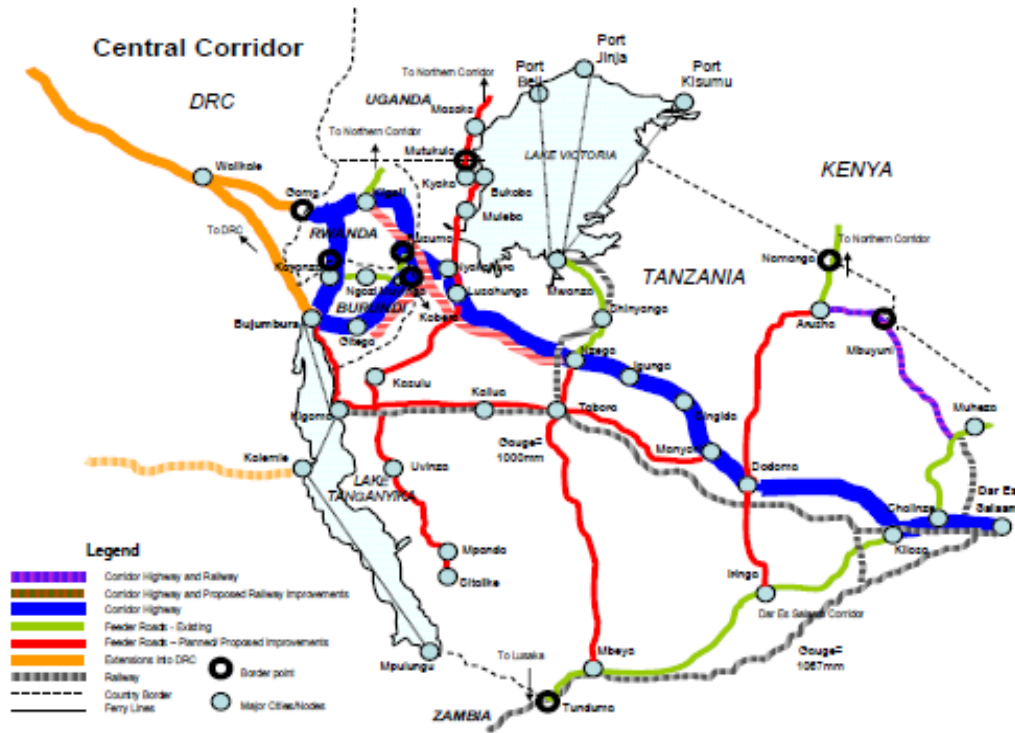 Central Corridor
DRC
UGANDA
To Northern Corridor
Port
Bell
Port
Jinja
Port
Kisumu
To Northern Corridor
Masaka
Mutukula
LAKE VICTORIA
KENYA
Walikale
Goma
Kigali
Kyaka
Bukoba
Muleba
To DRC
RWANDA
Kayanza
Ngozi
BURUNDI
Kobero
Lusahunga
Mwanza
TANZANIA
Namanga
To Northern Corridor
Bujumbura
Gitega
Shinyanga
Arusha
Mbuyuni
Nzega
Igunga
Singida
Kasulu
Kaliua
Kigoma
Tabora
Manyoni
Muheza
Gauge=
1000mm
Dodoma
Kalemie
LAKE
TANGANYIKA
Uvinza
Chalinze
Dar Es
Salaam
Kilosa
Mpanda
Sitalike
Iringa
Dar Es Salaam Corridor
Mpulungu
To Lusaka
Mbeya
Gauge=
1067mm
ZAMBIA
Tunduma
Legend
Corridor Highway and Railway
Corridor Highway and Proposed Railway Improvements
Corridor Highway
Feeder Roads - Existing
Feeder Roads – Planned/ Proposed Improvements
Extensions into DRC
Railway
Country Border
Ferry Lines
Border point
Major Cities/Nodes